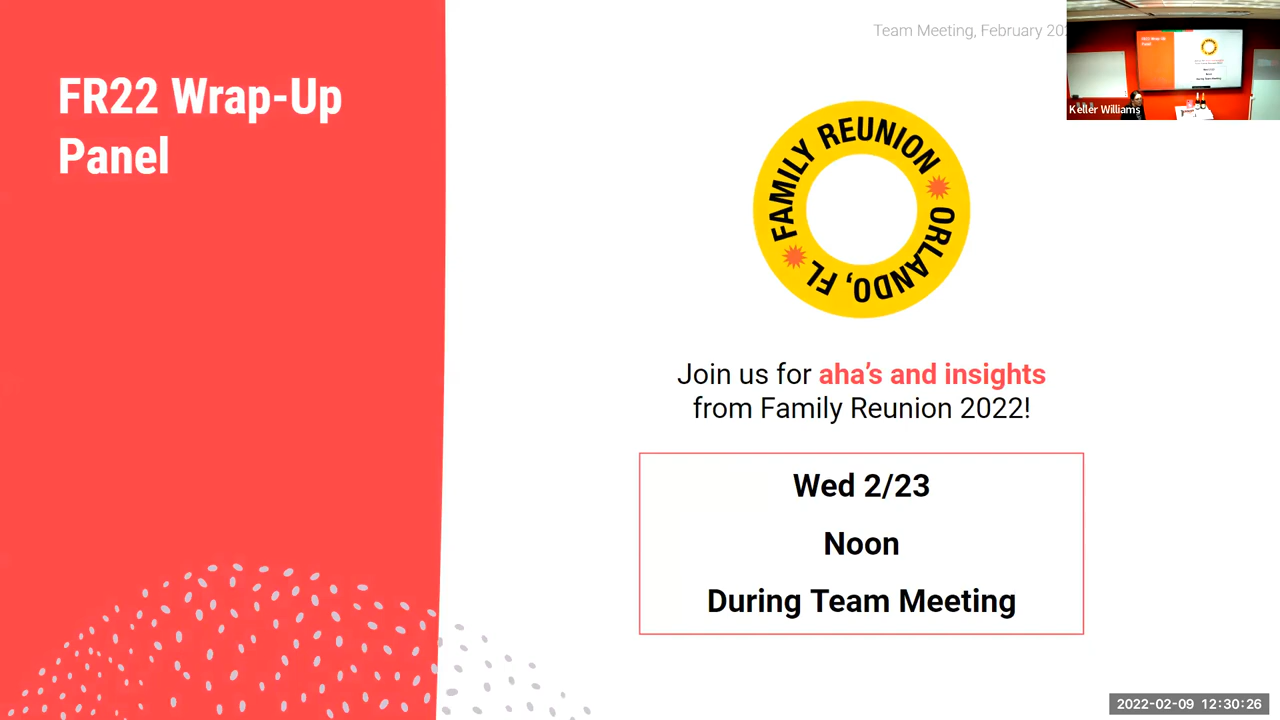 Team Meeting, February 20
FR22 Wrap-Up
Panel
Keller Williams
FAMILY REUNION
ORLANDO, FL
Join us for aha's and insights
from Family Reunion 2022!
Wed 2/23
Noon
During Team Meeting
2022-02-09 12:30:26